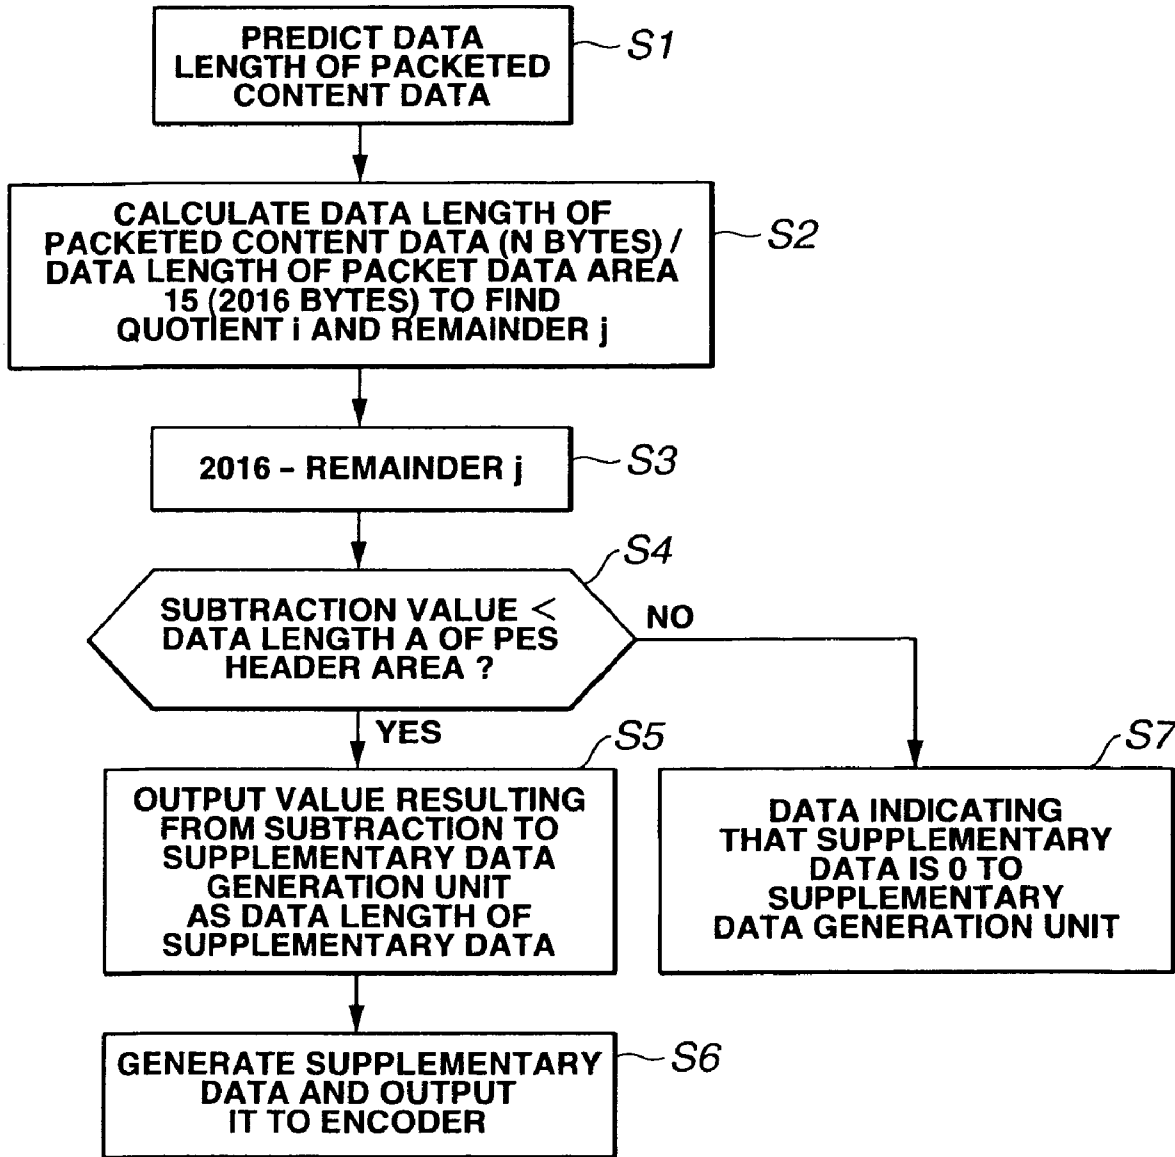 PREDICT DATA
LENGTH OF PACKETED
CONTENT DATA
S1
CALCULATE DATA LENGTH OF
PACKETED CONTENT DATA (N BYTES) /
DATA LENGTH OF PACKET DATA AREA
15 (2016 BYTES) TO FIND
QUOTIENT i AND REMAINDER j
S2
2016 – REMAINDER j
S3
S4
SUBTRACTION VALUE <
DATA LENGTH A OF PES
HEADER AREA ?
NO
YES
S5
OUTPUT VALUE RESULTING
FROM SUBTRACTION TO
SUPPLEMENTARY DATA
GENERATION UNIT
AS DATA LENGTH OF
SUPPLEMENTARY DATA
S7
DATA INDICATING
THAT SUPPLEMENTARY
DATA IS 0 TO
SUPPLEMENTARY
DATA GENERATION UNIT
GENERATE SUPPLEMENTARY
DATA AND OUTPUT
IT TO ENCODER
S6